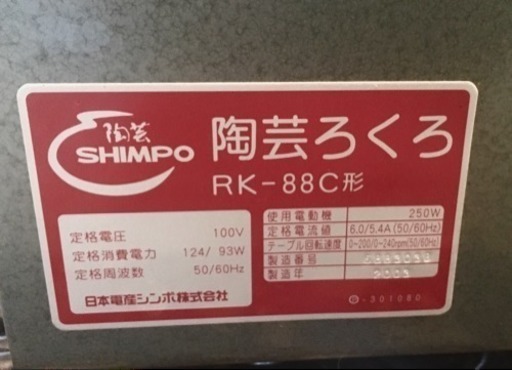 陶芸
SHIMPO
陶芸ろくろ
RK-88C形
定格電圧 100V
定格消費電力 124/93W
定格周波数 50/60Hz
日本電産シンポ株式会社
使用電動機 250W
定格電流値 6.0/5.4A(50/60Hz)
テーブル回転速度 0-200/0-240rpm(50/60Hz)
製造番号
製造年
-301080